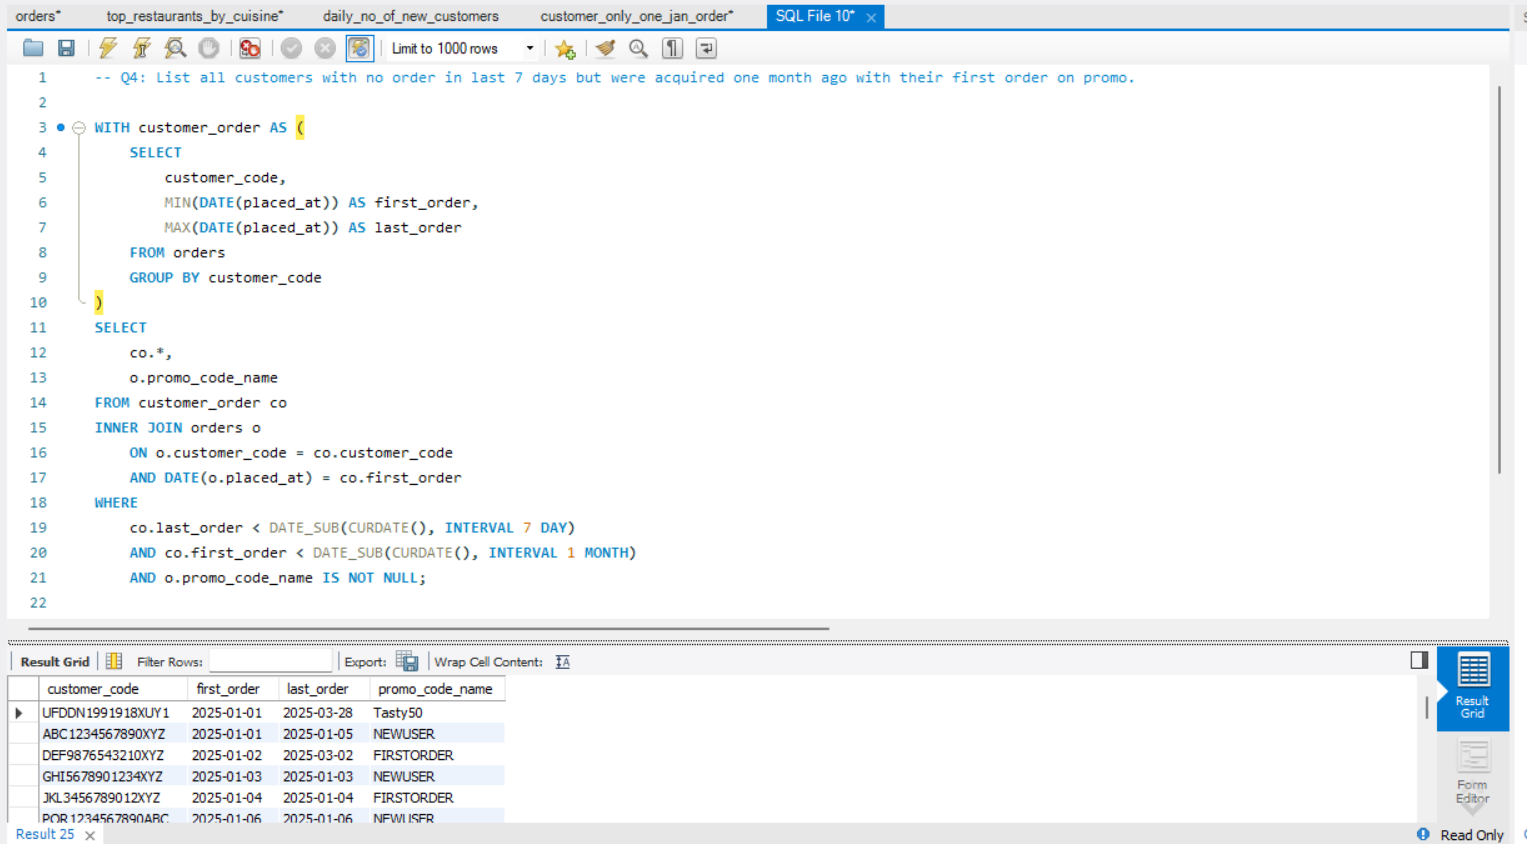 orders* top_restaurants_by_cuisine* daily_no_of_new_customers customer_only_one_jan_order* SQL File 10* ×
Limit to 1000 rows
1 -- Q4: List all customers with no order in last 7 days but were acquired one month ago with their first order on promo.
2
3 WITH customer_order AS (
4 SELECT
5 customer_code,
6 MIN(DATE(placed_at)) AS first_order,
7 MAX(DATE(placed_at)) AS last_order
8 FROM orders
9 GROUP BY customer_code
10 )
11 SELECT
12 co.*,
13 o.promo_code_name
14 FROM customer_order co
15 INNER JOIN orders o
16 ON o.customer_code = co.customer_code
17 AND DATE(o.placed_at) = co.first_order
18 WHERE
19 co.last_order < DATE_SUB(CURDATE(), INTERVAL 7 DAY)
20 AND co.first_order < DATE_SUB(CURDATE(), INTERVAL 1 MONTH)
21 AND o.promo_code_name IS NOT NULL;
22
Result Grid Filter Rows: Export: Wrap Cell Content: IA
customer_code first_order last_order promo_code_name
UFDDN1991918XUY1 2025-01-01 2025-03-28 Tasty50
ABC1234567890XYZ 2025-01-01 2025-01-05 NEWUSER
DEF9876543210XYZ 2025-01-02 2025-03-02 FIRSTORDER
GHI5678901234XYZ 2025-01-03 2025-01-03 NEWUSER
JKL3456789012XYZ 2025-01-04 2025-01-04 FIRSTORDER
PQR1234567890ABC 2025-01-06 2025-01-06 NEWUSER
Result
Grid
Form
Editor
Result 25 × Read Only